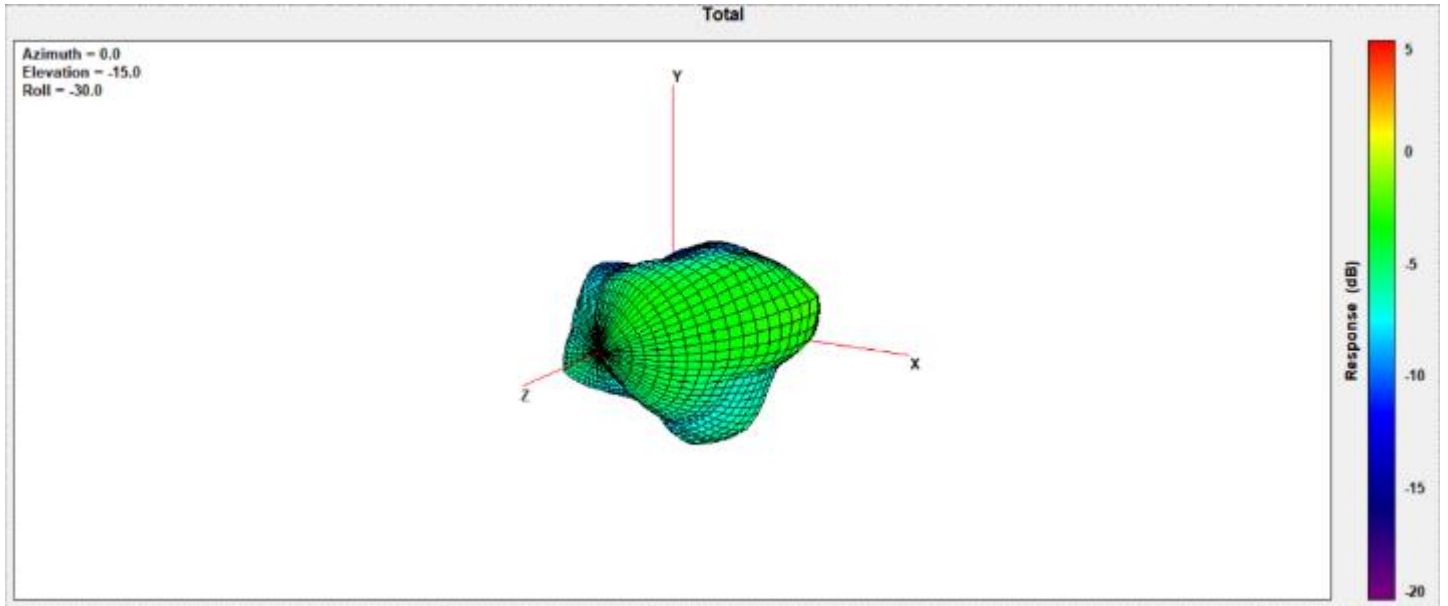 Total
Azimuth = 0.0
Elevation = -15.0
Roll = -30.0
Y
X
Z
5
0
-5
-10
-15
-20
Response (dB)